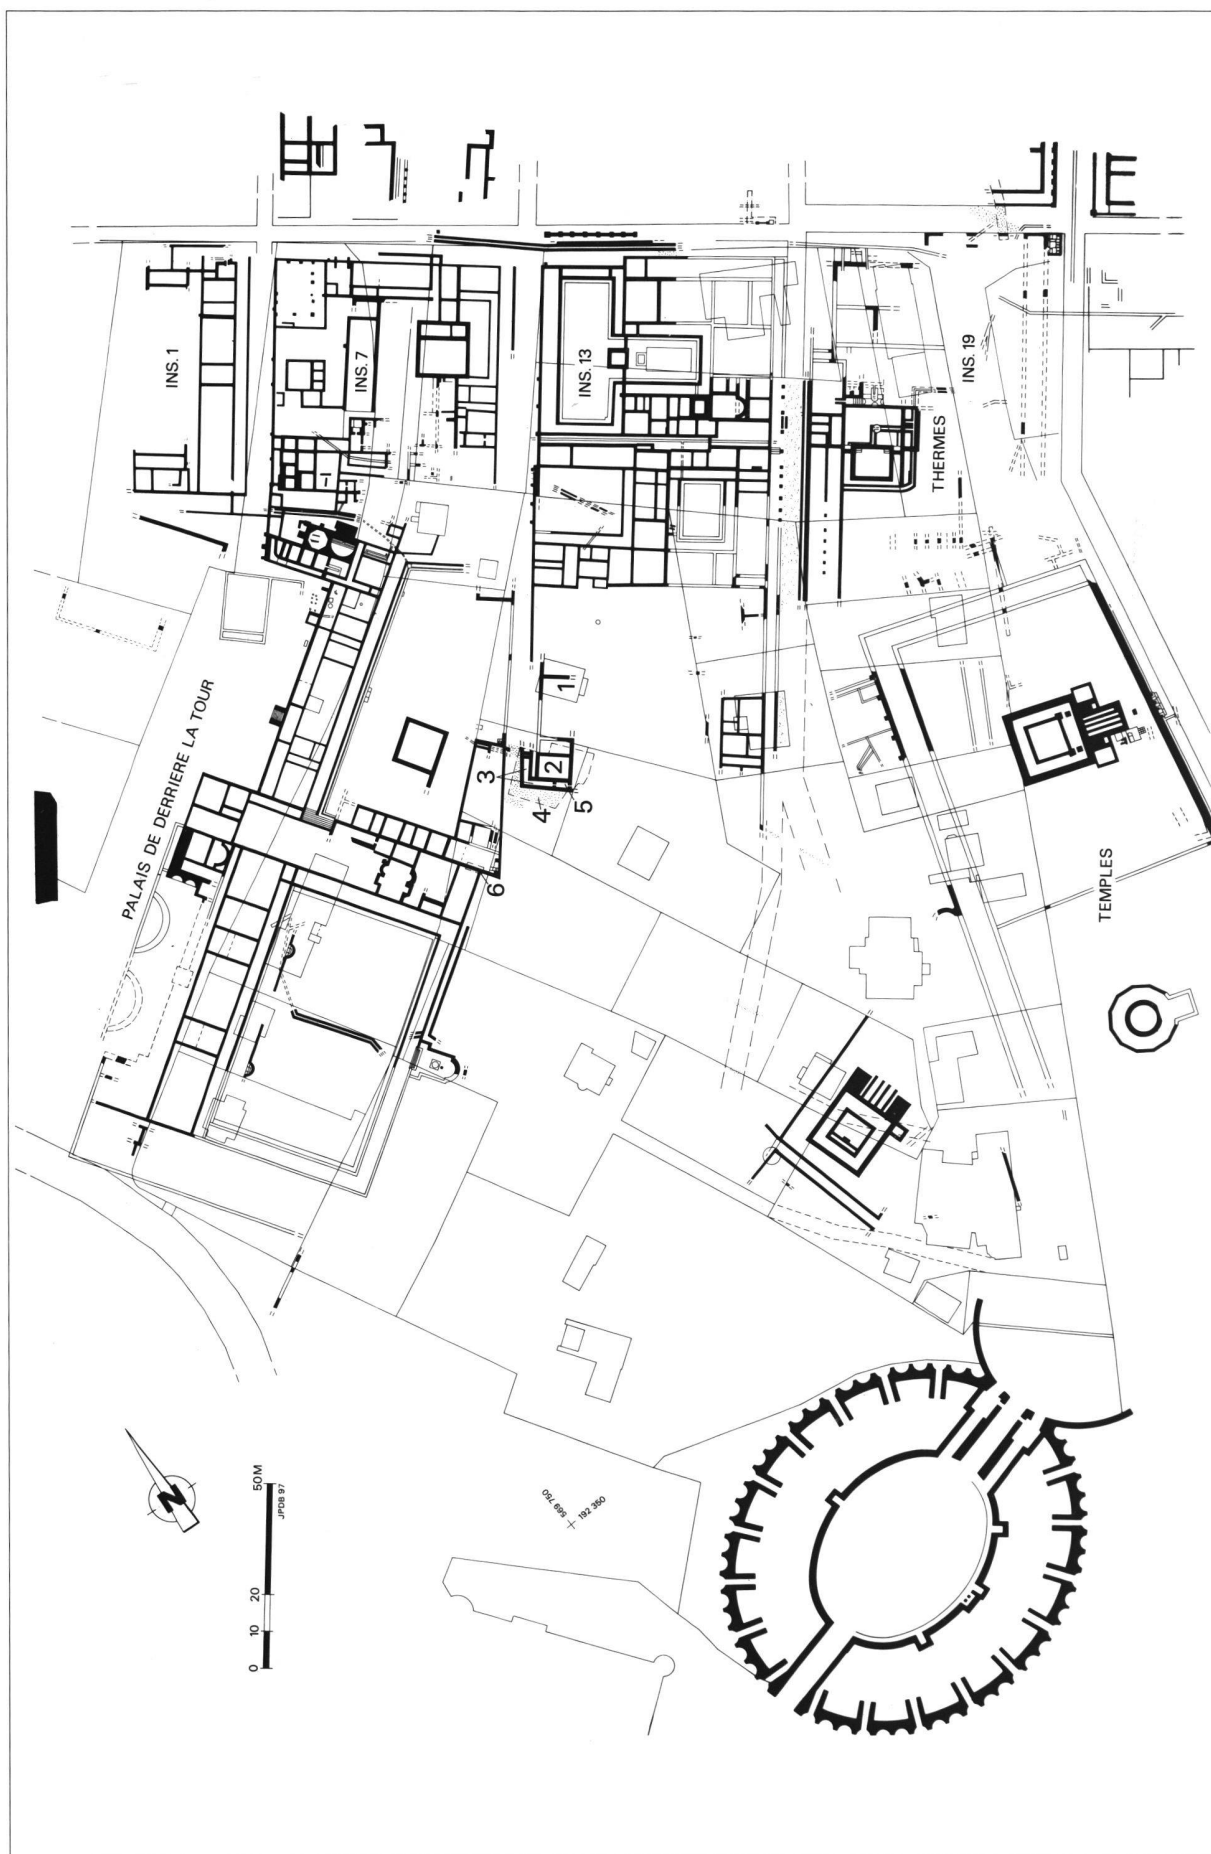 INS. 1
INS. 7
INS. 13
INS. 19
THERMES
PALAIS DE DERRIERE LA TOUR
1
2
3
4
5
6
TEMPLES
N
0 10 20 50M
JPDB 97
569 750
192 350